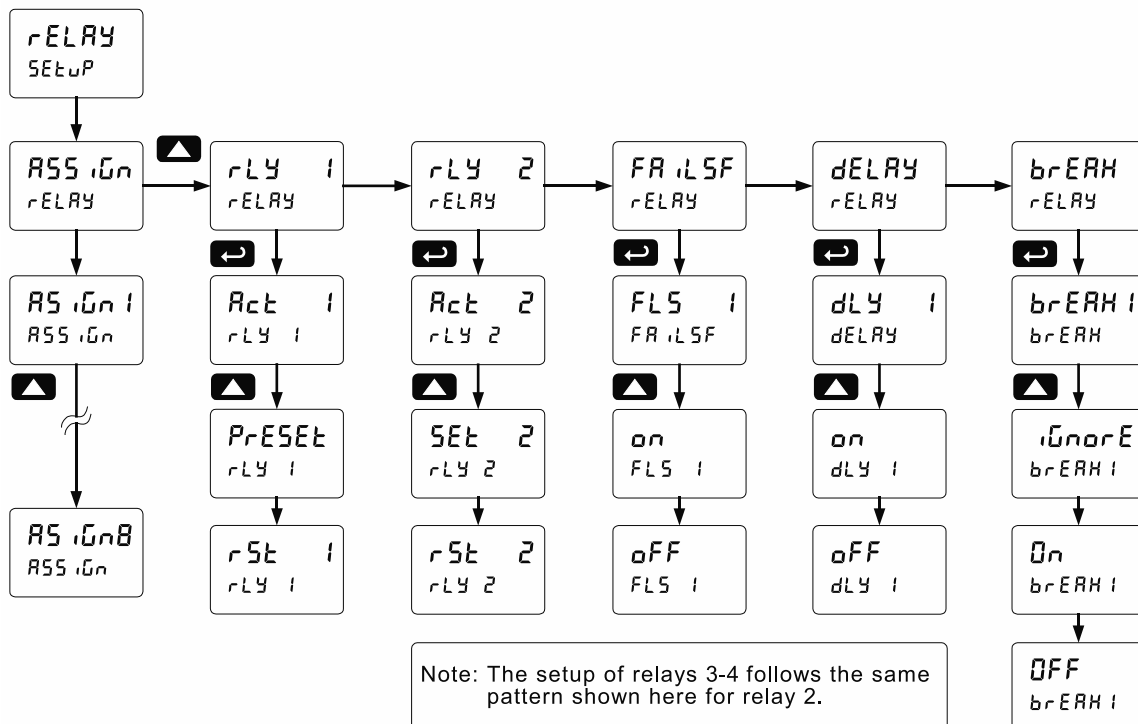 rELAY
SEtuP
ASSiGn
rELAY
rLY 1
rELAY
rLY 2
rELAY
FAiLSF
rELAY
dELAY
rELAY
brEAK
rELAY
ASiGn1
ASSiGn
Act 1
rLY 1
Act 2
rLY 2
FLS 1
FAiLSF
dLY 1
dELAY
brEAK1
brEAK
PrESEt
rLY 1
SEt 2
rLY 2
on
FLS 1
on
dLY 1
iGnorE
brEAK1
ASiGn8
ASSiGn
rSt 1
rLY 1
rSt 2
rLY 2
oFF
FLS 1
oFF
dLY 1
On
brEAK1
OFF
brEAK1
Note: The setup of relays 3-4 follows the same
pattern shown here for relay 2.